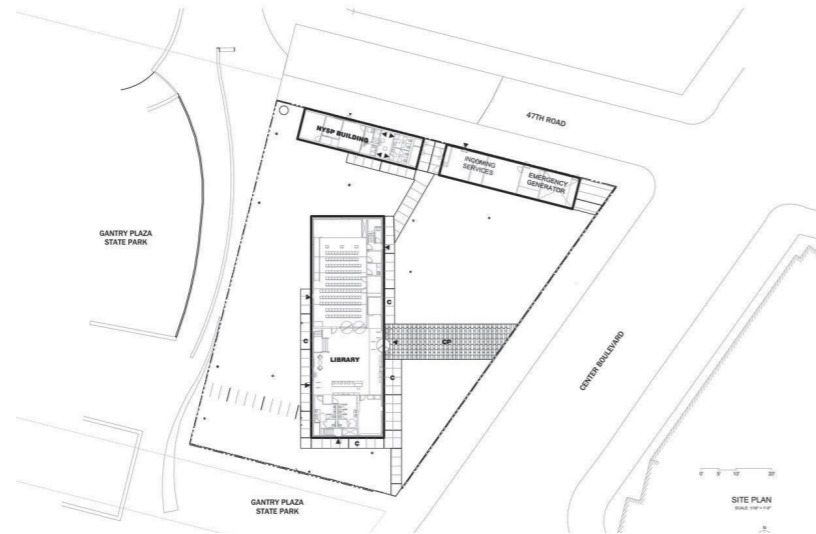 47TH ROAD
NYSP BUILDING
INCOMING
SERVICES
EMERGENCY
GENERATOR
GANTRY PLAZA
STATE PARK
C
CP
LIBRARY
C
C
C
CENTER BOULEVARD
GANTRY PLAZA
STATE PARK
SITE PLAN
N